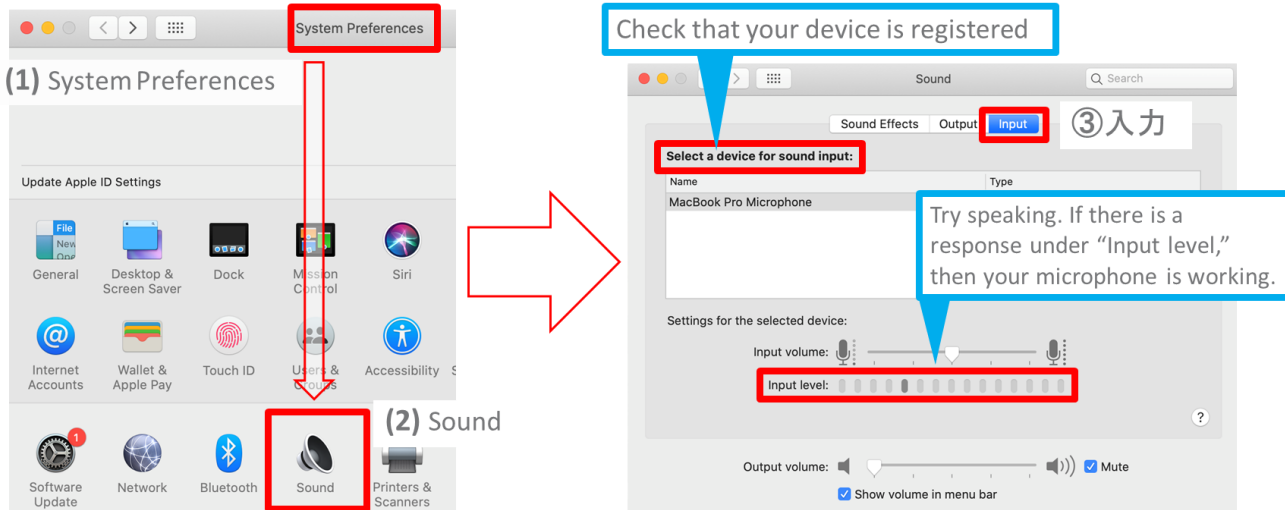 System Preferences
(1) System Preferences
Update Apple ID Settings
File
New
Ope
General
Desktop &
Screen Saver
Dock
Mission
Control
Siri
Internet
Accounts
Wallet &
Apple Pay
Touch ID
Users &
Groups
Accessibility
S
1
Software
Update
Network
Bluetooth
Sound
Printers &
Scanners
(2) Sound
Check that your device is registered
Sound
Search
Sound Effects
Output
Input
③入力
Select a device for sound input:
Name
Type
MacBook Pro Microphone
Try speaking. If there is a
response under “Input level,”
then your microphone is working.
Settings for the selected device:
Input volume:
Input level:
?
Output volume:
Mute
Show volume in menu bar